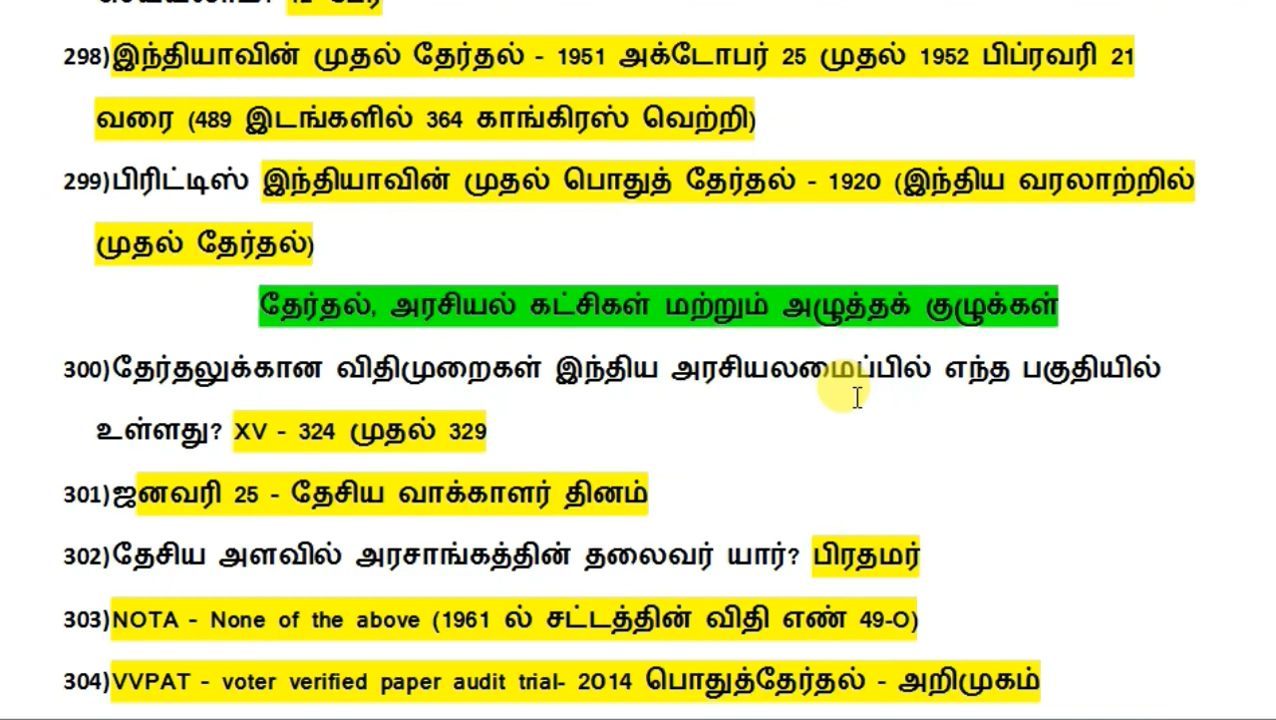 298)இந்தியாவின் முதல் தேர்தல் - 1951 அக்டோபர் 25 முதல் 1952 பிப்ரவரி 21
வரை (489 இடங்களில் 364 காங்கிரஸ் வெற்றி)
299)பிரிட்டிஸ் இந்தியாவின் முதல் பொதுத் தேர்தல் - 1920 (இந்திய வரலாற்றில்
முதல் தேர்தல்)
தேர்தல், அரசியல் கட்சிகள் மற்றும் அழுத்தக் குழுக்கள்
300)தேர்தலுக்கான விதிமுறைகள் இந்திய அரசியலமைப்பில் எந்த பகுதியில்
உள்ளது? XV - 324 முதல் 329
301)ஜனவரி 25 - தேசிய வாக்காளர் தினம்
302)தேசிய அளவில் அரசாங்கத்தின் தலைவர் யார்? பிரதமர்
303)NOTA - None of the above (1961 ல் சட்டத்தின் விதி எண் 49-O)
304)VVPAT - voter verified paper audit trial- 2014 பொதுத்தேர்தல் - அறிமுகம்